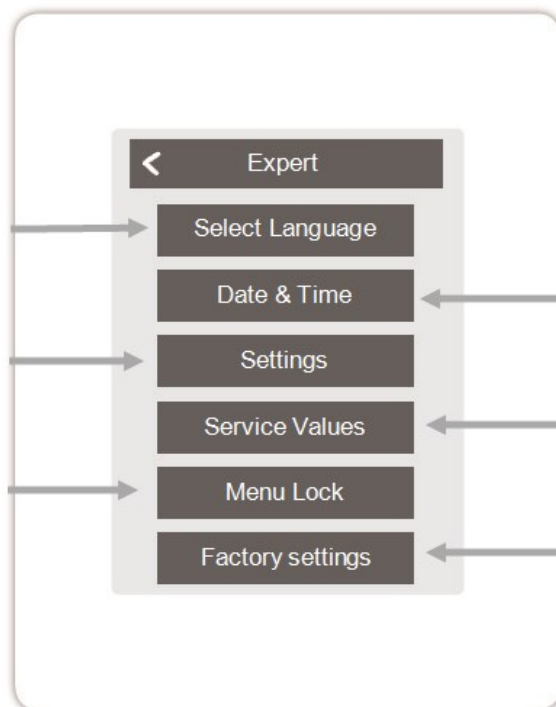 Expert
Select Language
Date & Time
Settings
Service Values
Menu Lock
Factory settings